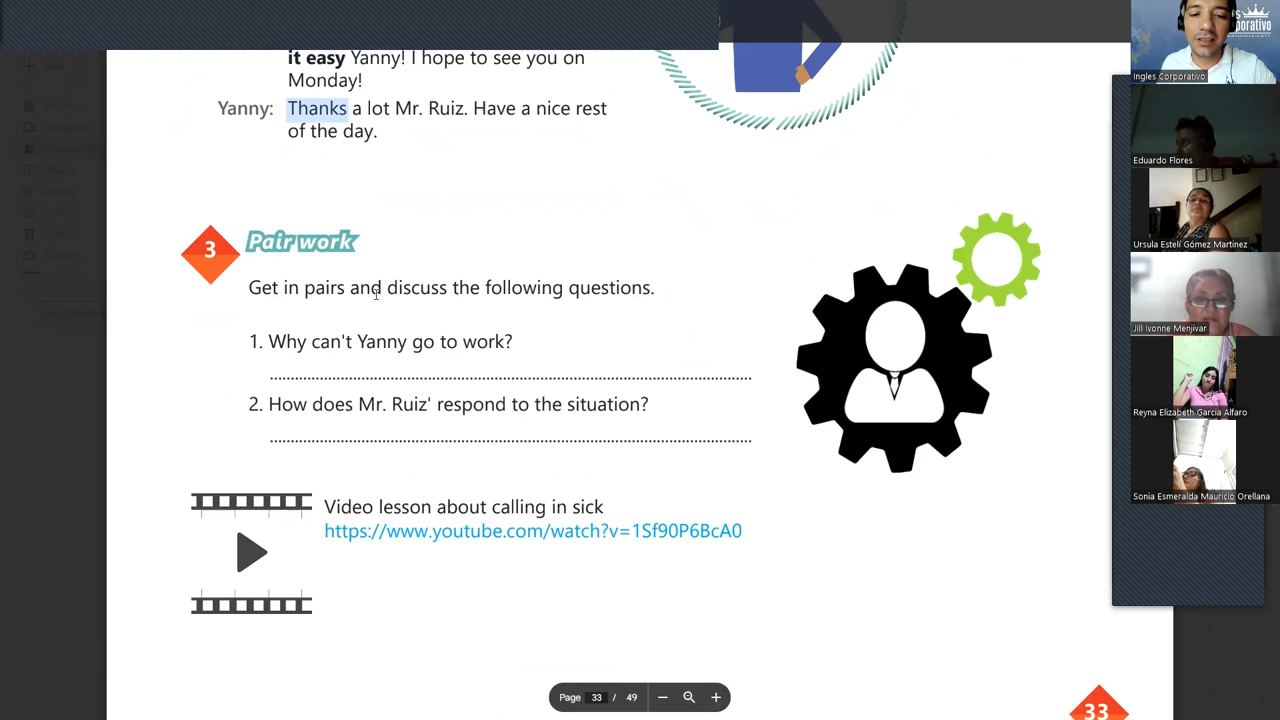 it easy Yanny! I hope to see you on
Monday!
Yanny: Thanks a lot Mr. Ruiz. Have a nice rest
of the day.
3 Pair work
Get in pairs and discuss the following questions.
1. Why can't Yanny go to work?
2. How does Mr. Ruiz' respond to the situation?
Video lesson about calling in sick
https://www.youtube.com/watch?v=1Sf90P6BcA0
Page 33 / 49
33
Ingles Corporativo
Eduardo Flores
Ursula Estelí Gómez Martinez
Jill Ivonne Menjivar
Reyna Elizabeth Garcia Alfaro
Sonia Esmeralda Mauricio Orellana